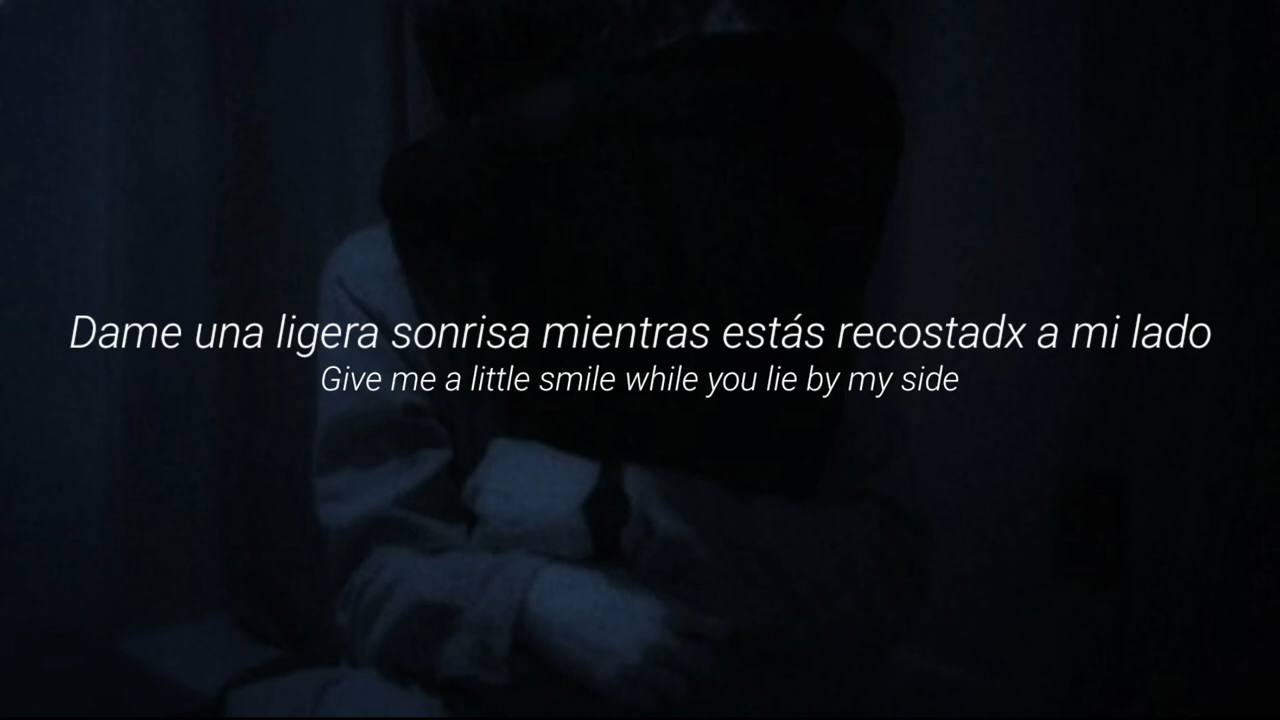 Dame una ligera sonrisa mientras estás recostadx a mi lado
Give me a little smile while you lie by my side